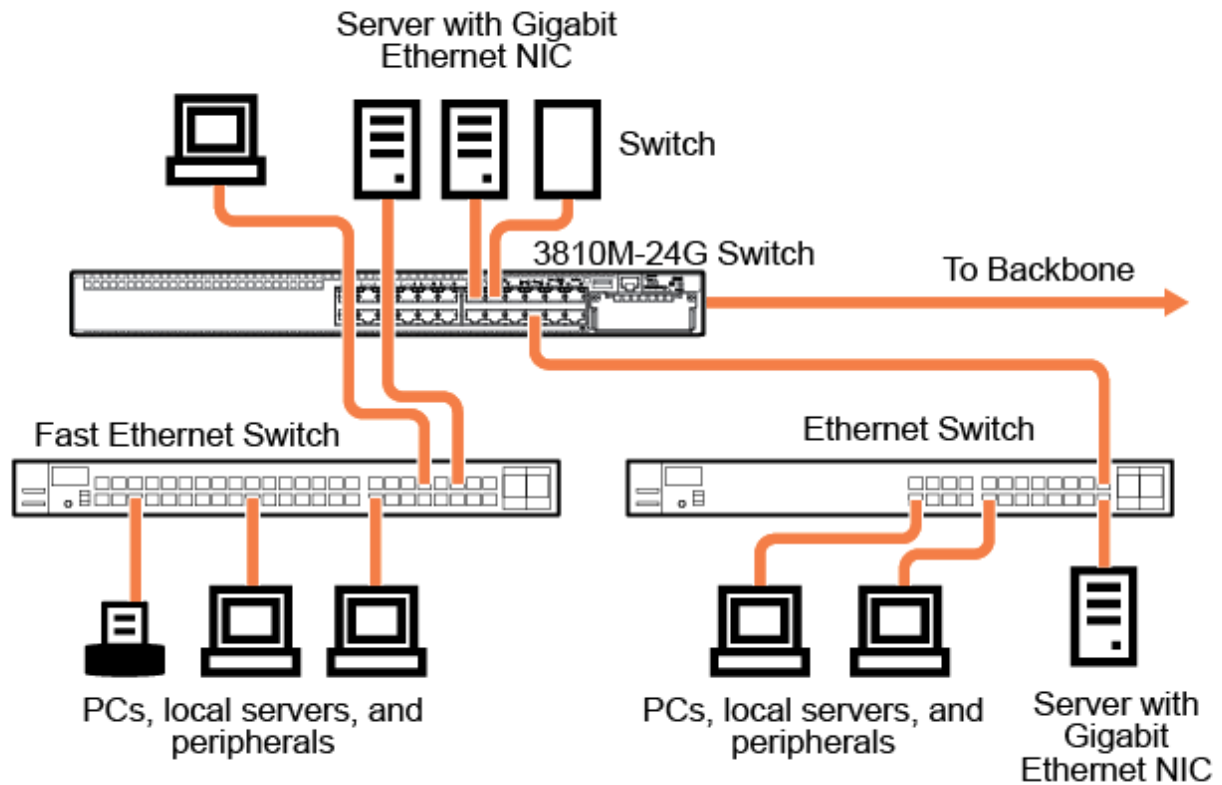 Server with Gigabit
Ethernet NIC
Switch
3810M-24G Switch
To Backbone
Fast Ethernet Switch
Ethernet Switch
PCs, local servers, and
peripherals
PCs, local servers, and
peripherals
Server with
Gigabit
Ethernet NIC